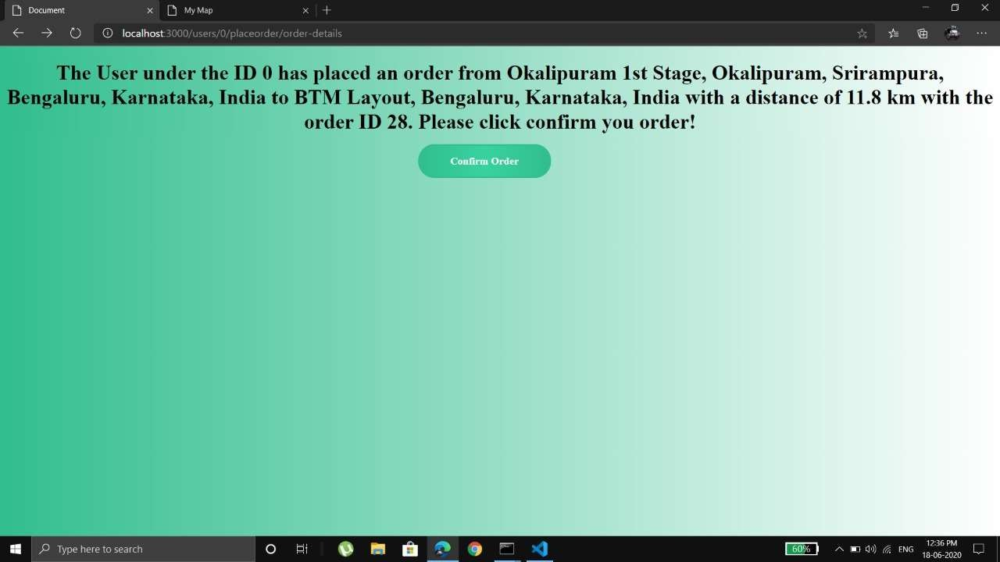 Document
My Map
localhost:3000/users/0/placeorder/order-details
The User under the ID 0 has placed an order from Okalipuram 1st Stage, Okalipuram, Srirampura,
Bengaluru, Karnataka, India to BTM Layout, Bengaluru, Karnataka, India with a distance of 11.8 km with the
order ID 28. Please click confirm you order!
Confirm Order
Type here to search
60%
ENG
12:36 PM
18-06-2020